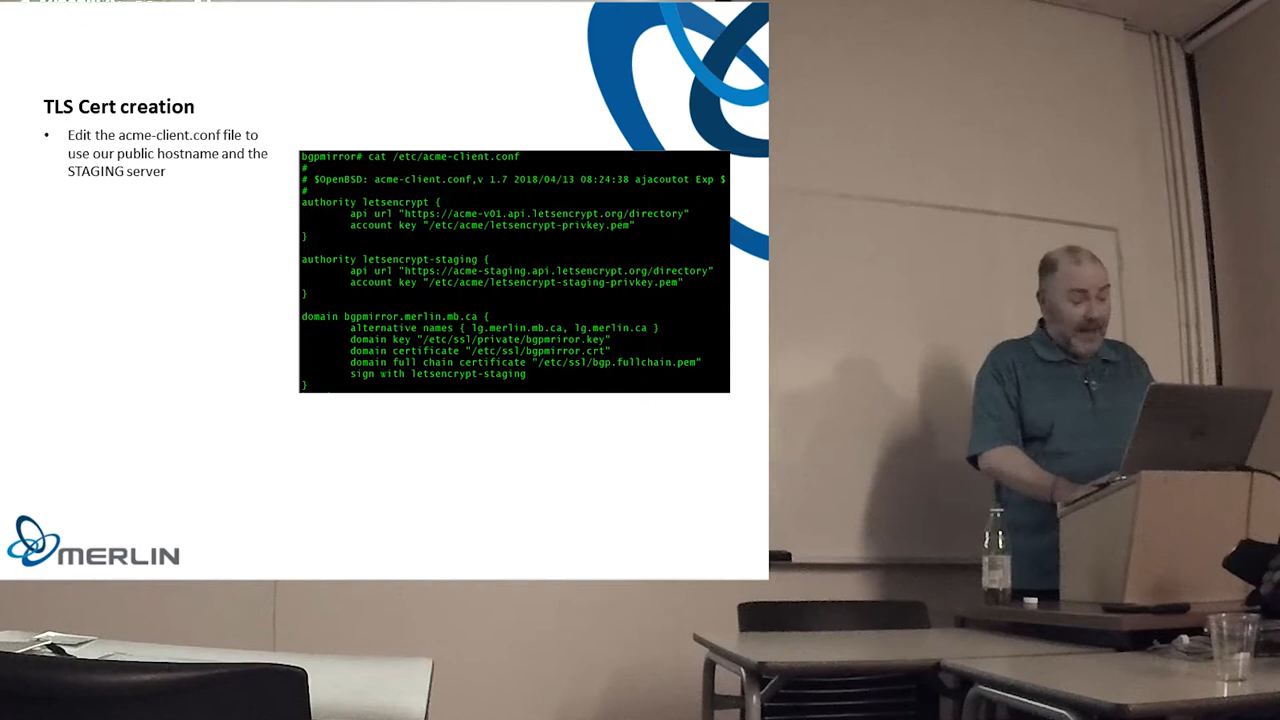 TLS Cert creation
• Edit the acme-client.conf file to
use our public hostname and the
STAGING server
bgpmirror# cat /etc/acme-client.conf
#
# $OpenBSD: acme-client.conf,v 1.7 2018/04/13 08:24:38 ajacoutot Exp $
#
authority letsencrypt {
api url "https://acme-v01.api.letsencrypt.org/directory"
account key "/etc/acme/letsencrypt-privkey.pem"
}
authority letsencrypt-staging {
api url "https://acme-staging.api.letsencrypt.org/directory"
account key "/etc/acme/letsencrypt-staging-privkey.pem"
}
domain bgpmirror.merlin.mb.ca {
alternative names { lg.merlin.mb.ca, lg.merlin.ca }
domain key "/etc/ssl/private/bgpmriror.key"
domain certificate "/etc/ssl/bgpmirror.crt"
domain full chain certificate "/etc/ssl/bgp.fullchain.pem"
sign with letsencrypt-staging
}
MERLIN